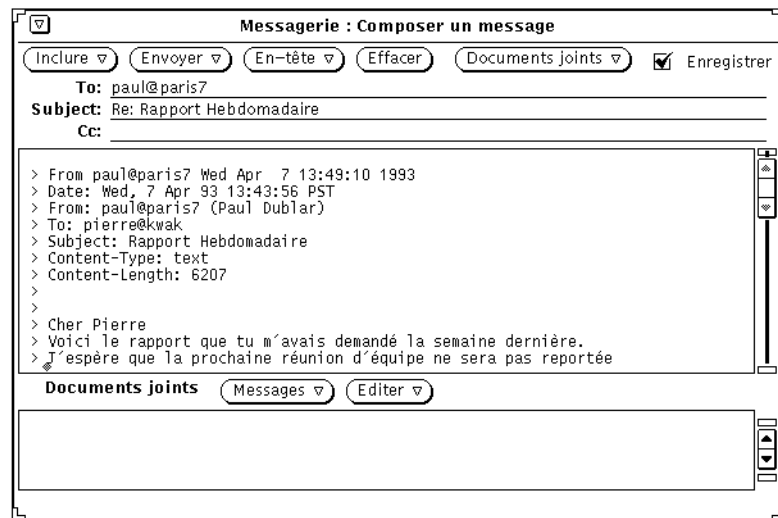 Messagerie : Composer un message
Inclure Envoyer En-tête Effacer Documents joints Enregistrer
To: paul@paris7
Subject: Re: Rapport Hebdomadaire
Cc:
> From paul@paris7 Wed Apr  7 13:49:10 1993
> Date: Wed, 7 Apr 93 13:43:56 PST
> From: paul@paris7 (Paul Dublar)
> To: pierre@kwak
> Subject: Rapport Hebdomadaire
> Content-Type: text
> Content-Length: 6207
>
>
> Cher Pierre
> Voici le rapport que tu m´avais demandé la semaine dernière.
> J´espère que la prochaine réunion d´équipe ne sera pas reportée
Documents joints Messages Editer